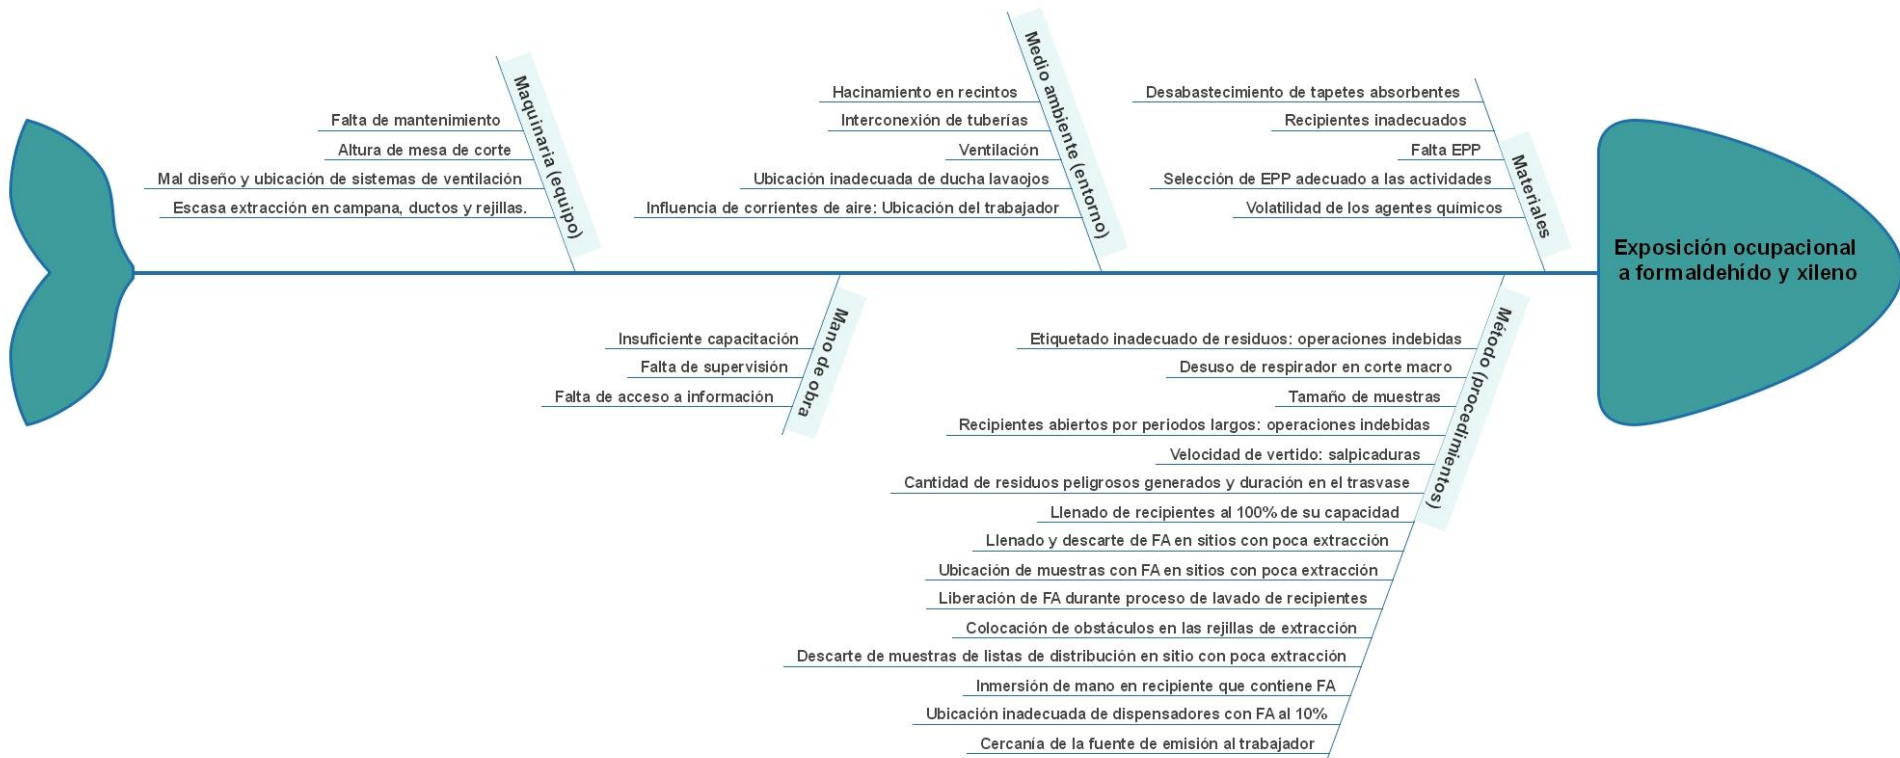 Maquinaria (equipo)
Falta de mantenimiento
Altura de mesa de corte
Mal diseño y ubicación de sistemas de ventilación
Escasa extracción en campana, ductos y rejillas.
Medio ambiente (entorno)
Hacinamiento en recintos
Interconexión de tuberías
Ventilación
Ubicación inadecuada de ducha lavaojos
Influencia de corrientes de aire: Ubicación del trabajador
Materiales
Desabastecimiento de tapetes absorbentes
Recipientes inadecuados
Falta EPP
Selección de EPP adecuado a las actividades
Volatilidad de los agentes químicos
Exposición ocupacional
a formaldehído y xileno
Mano de obra
Insuficiente capacitación
Falta de supervisión
Falta de acceso a información
Método (procedimientos)
Etiquetado inadecuado de residuos: operaciones indebidas
Desuso de respirador en corte macro
Tamaño de muestras
Recipientes abiertos por periodos largos: operaciones indebidas
Velocidad de vertido: salpicaduras
Cantidad de residuos peligrosos generados y duración en el trasvase
Llenado de recipientes al 100% de su capacidad
Llenado y descarte de FA en sitios con poca extracción
Ubicación de muestras con FA en sitios con poca extracción
Liberación de FA durante proceso de lavado de recipientes
Colocación de obstáculos en las rejillas de extracción
Descarte de muestras de listas de distribución en sitio con poca extracción
Inmersión de mano en recipiente que contiene FA
Ubicación inadecuada de dispensadores con FA al 10%
Cercanía de la fuente de emisión al trabajador